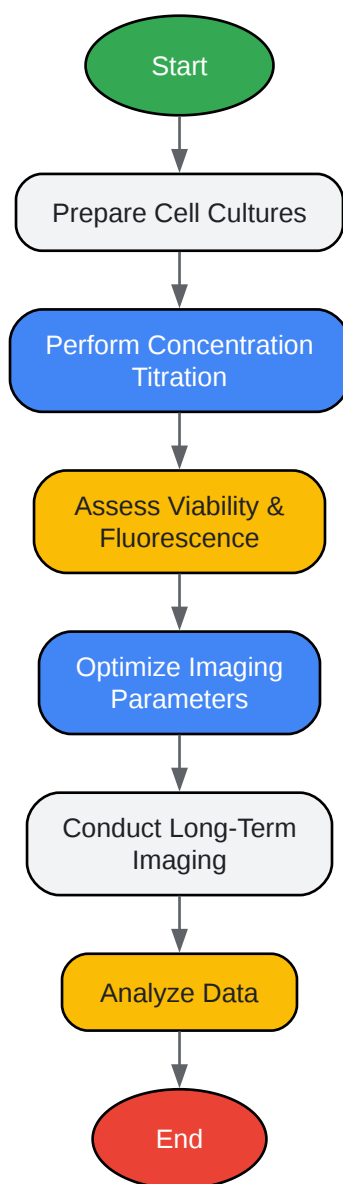 Start
Prepare Cell Cultures
Perform Concentration
Titration
Assess Viability &
Fluorescence
Optimize Imaging
Parameters
Conduct Long-Term
Imaging
Analyze Data
End